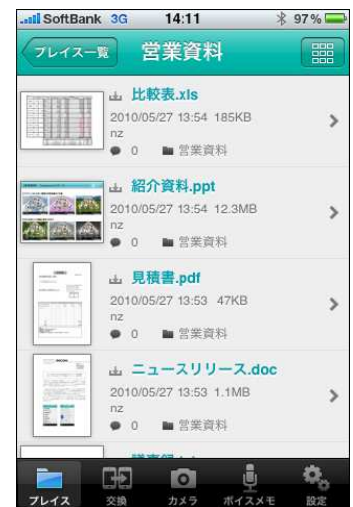 SoftBank 3G 14:11 97%
プレイス一覧 営業資料
比較表.xls
2010/05/27 13:54 185KB
nz
0 営業資料
紹介資料.ppt
2010/05/27 13:54 12.3MB
nz
0 営業資料
見積書.pdf
2010/05/27 13:53 47KB
nz
0 営業資料
ニュースリリース.doc
2010/05/27 13:53 1.1MB
nz
0 営業資料
プレイス 交換 カメラ ボイスメモ 設定